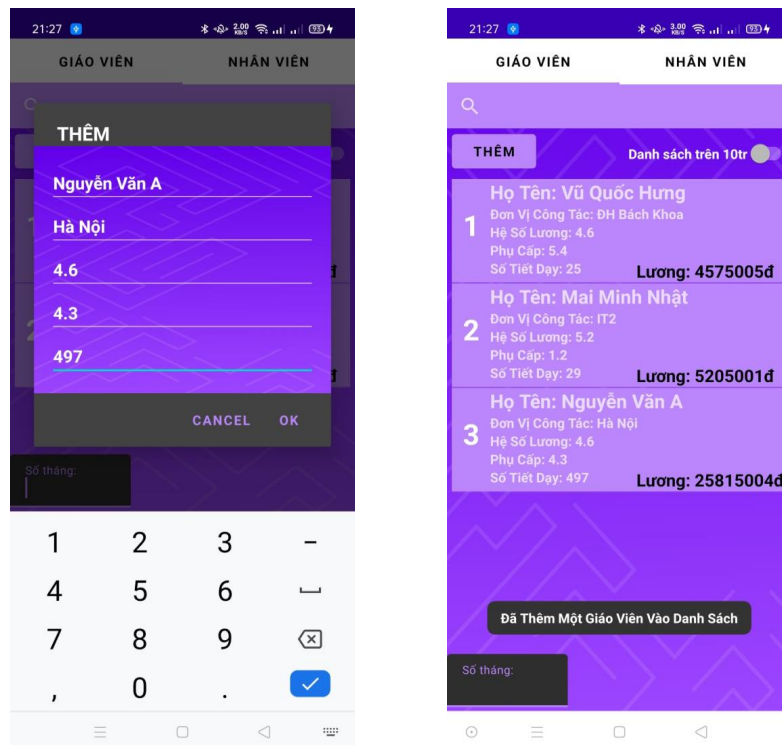 21:27
2.00
KB/S
93
GIÁO VIÊN
NHÂN VIÊN
THÊM
Nguyễn Văn A
Hà Nội
4.6
4.3
497
CANCEL
OK
Số tháng:
1 2 3 –
4 5 6
7 8 9
, 0 .
21:27
3.00
KB/S
93
GIÁO VIÊN
NHÂN VIÊN
THÊM
Danh sách trên 10tr
1
Họ Tên: Vũ Quốc Hưng
Đơn Vị Công Tác: ĐH Bách Khoa
Hệ Số Lương: 4.6
Phụ Cấp: 5.4
Số Tiết Dạy: 25
Lương: 4575005đ
2
Họ Tên: Mai Minh Nhật
Đơn Vị Công Tác: IT2
Hệ Số Lương: 5.2
Phụ Cấp: 1.2
Số Tiết Dạy: 29
Lương: 5205001đ
3
Họ Tên: Nguyễn Văn A
Đơn Vị Công Tác: Hà Nội
Hệ Số Lương: 4.6
Phụ Cấp: 4.3
Số Tiết Dạy: 497
Lương: 25815004đ
Đã Thêm Một Giáo Viên Vào Danh Sách
Số tháng: